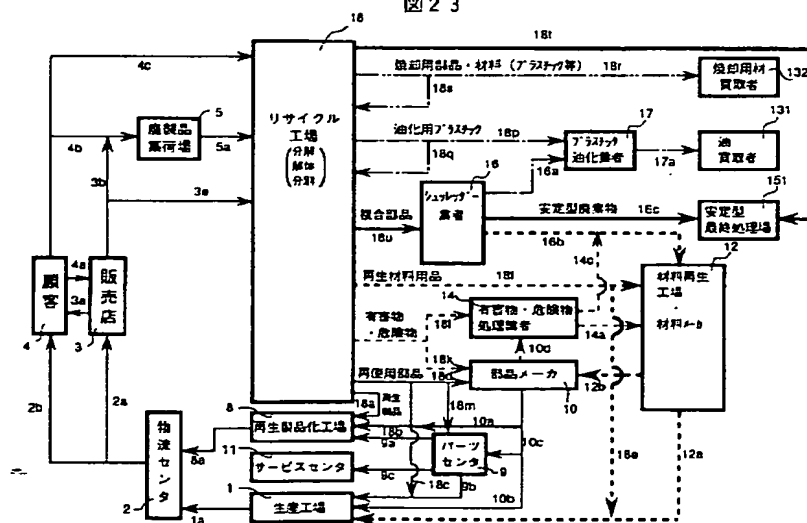 図23
18
18t
4c
焼却用部品・材料(プラスチック等) 18r
焼却用材
買取者
132
18s
5
廃製品
集荷場
5a
4b
3b
3e
リサイクル
工場
(分解
解体
分別)
油化用プラスチック 18p
18q
17
プラスチック
油化業者
17a
131
油
買取者
16
16a
シュレッダー
業者
複合部品
18u
安定型廃棄物 16c
151
安定型
最終処理場
16b
14c
12
再生材料用品 18i
材料再生
工場
・
材料メーカ
4a
3a
顧客
販売店
4
3
有害物
・危険物
18j
14
有害物・危険物
処理業者
14a
10d
18k
再使用部品
18d
部品メーカ
10
12b
2b
2a
18a
再生
部品
18m
8
再生製品化工場
18b
10a
9a
10c
パーツ
センタ
9
物流センタ
2
8a
11
サービスセンタ
9c
9b
18c
10b
18e
12a
1
生産工場
1a